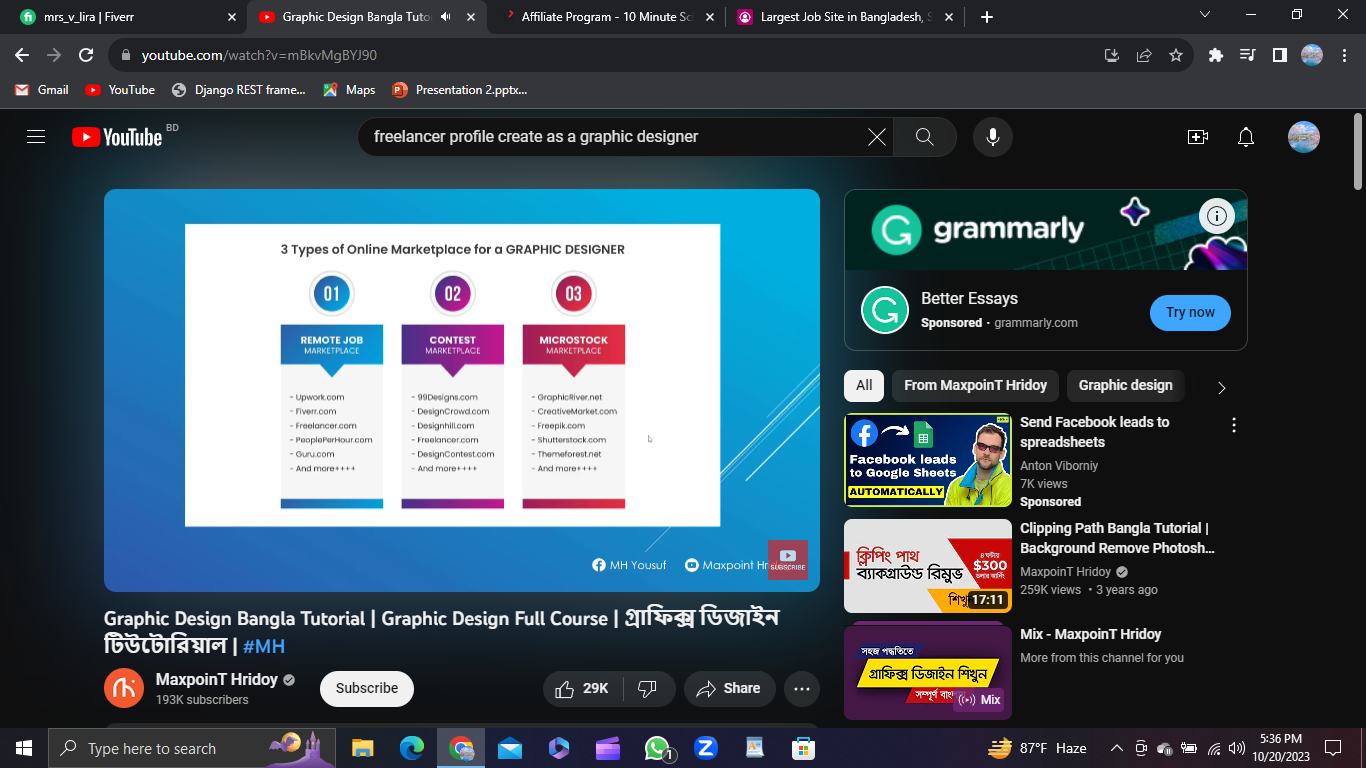 mrs_v_lira | Fiverr
Graphic Design Bangla Tutor
Affiliate Program - 10 Minute Sc
Largest Job Site in Bangladesh, S
youtube.com/watch?v=mBkvMgBYJ90
Gmail
YouTube
Django REST frame...
Maps
Presentation 2.pptx...
YouTube BD
freelancer profile create as a graphic designer
3 Types of Online Marketplace for a GRAPHIC DESIGNER
01
REMOTE JOB
MARKETPLACE
- Upwork.com
- Fiverr.com
- Freelancer.com
- PeoplePerHour.com
- Guru.com
- And more++++
02
CONTEST
MARKETPLACE
- 99Designs.com
- DesignCrowd.com
- Designhill.com
- Freelancer.com
- DesignContest.com
- And more++++
03
MICROSTOCK
MARKETPLACE
- GraphicRiver.net
- CreativeMarket.com
- Freepik.com
- Shutterstock.com
- Themeforest.net
- And more++++
MH Yousuf
Maxpoint Hr
SUBSCRIBE
Graphic Design Bangla Tutorial | Graphic Design Full Course | গ্রাফিক্স ডিজাইন
টিউটোরিয়াল | #MH
MaxpoinT Hridoy
193K subscribers
Subscribe
29K
Share
grammarly
Better Essays
Sponsored · grammarly.com
Try now
All
From MaxpoinT Hridoy
Graphic design
Facebook leads
to Google Sheets
AUTOMATICALLY
Send Facebook leads to
spreadsheets
Anton Viborniy
7K views
Sponsored
ক্লিপিং পাথ
ব্যাকগ্রাউন্ড রিমুভ
৪ ঘন্টায়
$300
17:11
Clipping Path Bangla Tutorial |
Background Remove Photosh...
MaxpoinT Hridoy
259K views · 3 years ago
সহজ পদ্ধতিতে
গ্রাফিক্স ডিজাইন শিখুন
Mix
Mix - MaxpoinT Hridoy
More from this channel for you
Type here to search
1
87°F Haze
5:36 PM
10/20/2023